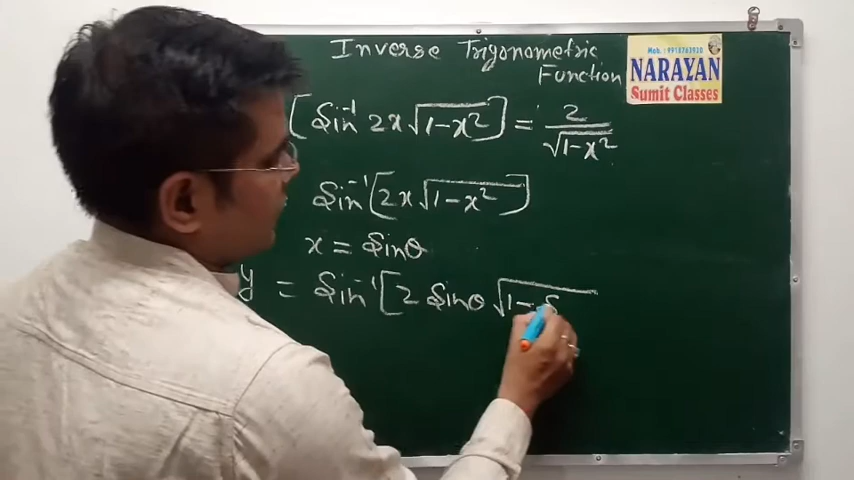 Inverse Trigonometric
Function
MOB:- 9918763928
NARAYAN
Sumit Classes
[Sin⁻¹ 2x√(1-x²)] = 2/√(1-x²)
Sin⁻¹[2x√(1-x²)]
x = Sinθ
y = Sin⁻¹[2 Sinθ √(1-S